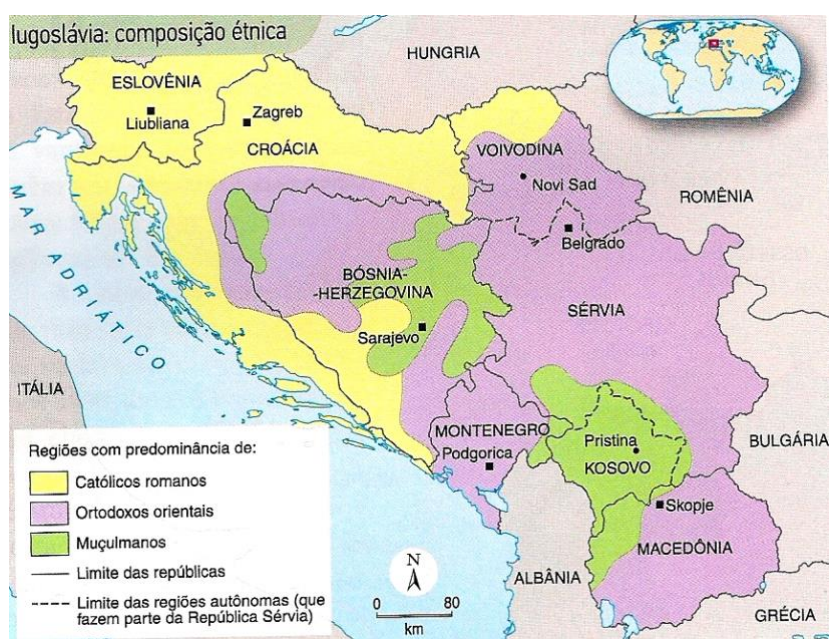 Iugoslávia: composição étnica
HUNGRIA
ESLOVÊNIA
Liubliana
Zagreb
CROÁCIA
VOIVODINA
Novi Sad
ROMÊNIA
Belgrado
MAR ADRIÁTICO
BÓSNIA-
-HERZEGOVINA
SÉRVIA
Sarajevo
ITÁLIA
MONTENEGRO
Podgorica
Pristina
KOSOVO
BULGÁRIA
Skopje
MACEDÔNIA
ALBÂNIA
GRÉCIA
Regiões com predominância de:
Católicos romanos
Ortodoxos orientais
Muçulmanos
Limite das repúblicas
Limite das regiões autônomas (que
fazem parte da República Sérvia)
N
0 80
km